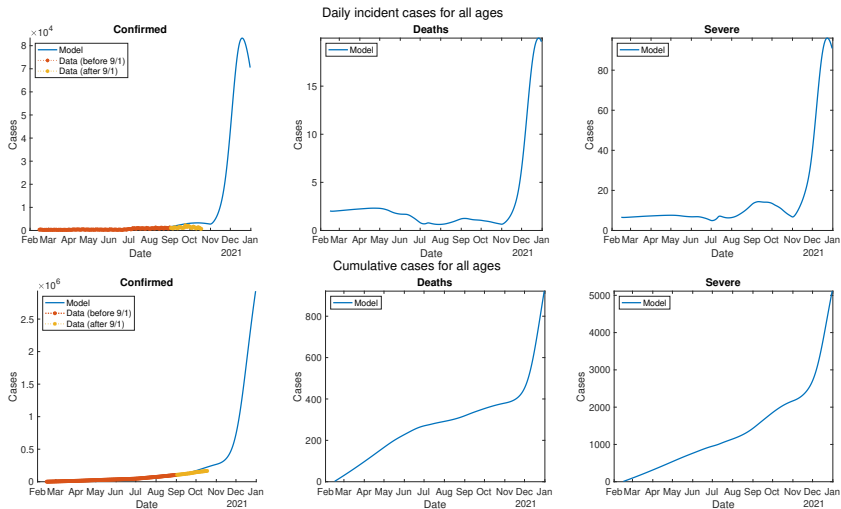 Daily incident cases for all ages
Confirmed
×10^4
Cases
8
7
6
5
4
3
2
1
0
Model
Data (before 9/1)
Data (after 9/1)
Feb Mar Apr May Jun Jul Aug Sep Oct Nov Dec Jan
2021
Date
Deaths
Cases
15
10
5
0
Model
Feb Mar Apr May Jun Jul Aug Sep Oct Nov Dec Jan
2021
Date
Severe
Cases
80
60
40
20
0
Model
Feb Mar Apr May Jun Jul Aug Sep Oct Nov Dec Jan
2021
Date
Cumulative cases for all ages
Confirmed
×10^6
Cases
2.5
2
1.5
1
0.5
0
Model
Data (before 9/1)
Data (after 9/1)
Feb Mar Apr May Jun Jul Aug Sep Oct Nov Dec Jan
2021
Date
Deaths
Cases
800
600
400
200
0
Model
Feb Mar Apr May Jun Jul Aug Sep Oct Nov Dec Jan
2021
Date
Severe
Cases
5000
4000
3000
2000
1000
0
Model
Feb Mar Apr May Jun Jul Aug Sep Oct Nov Dec Jan
2021
Date